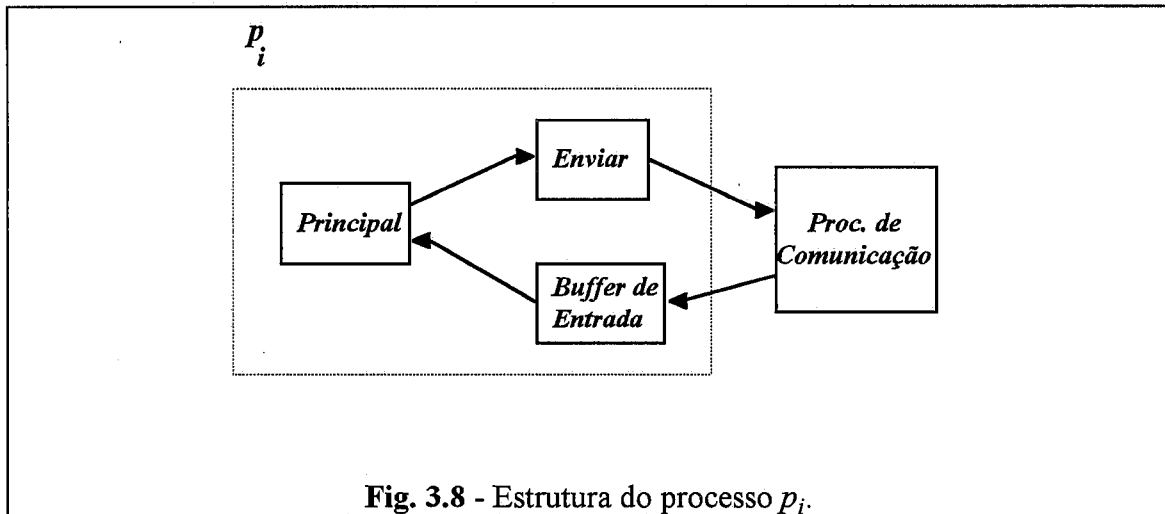 p
i
Enviar
Principal
Proc. de
Comunicação
Buffer de
Entrada
Fig. 3.8 - Estrutura do processo pi.